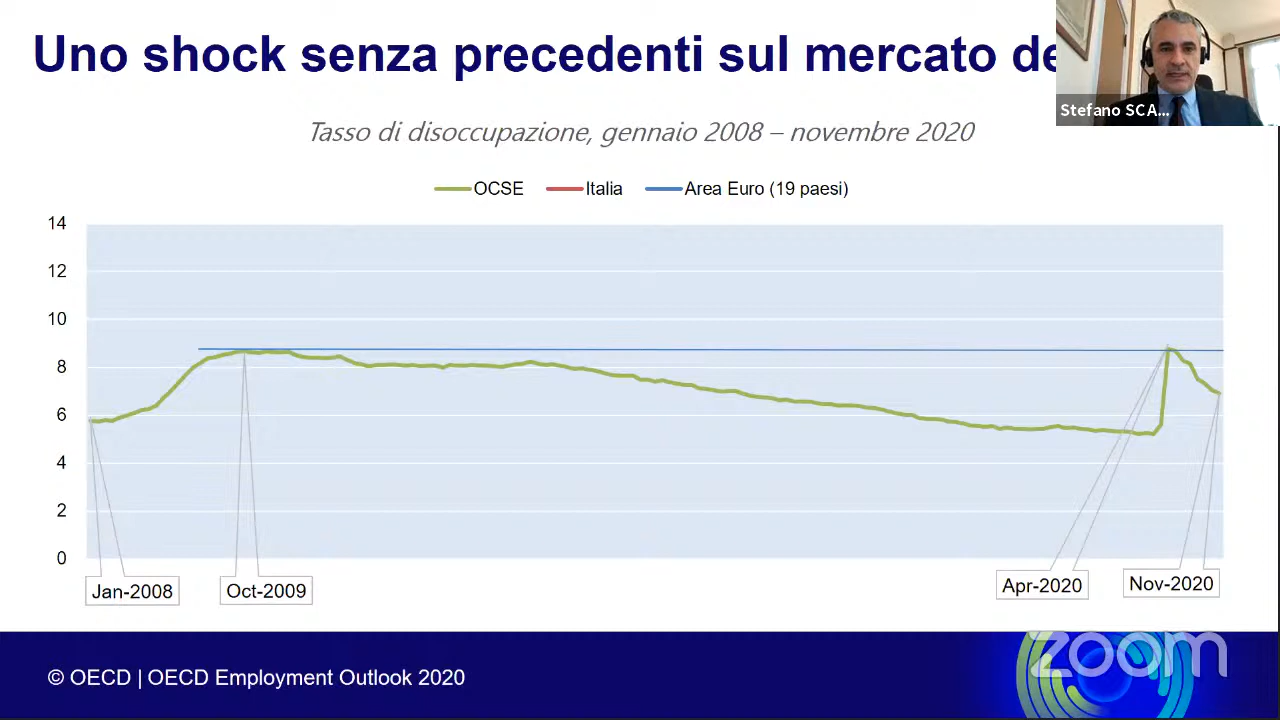 Uno shock senza precedenti sul mercato de
Stefano SCA...
Tasso di disoccupazione, gennaio 2008 – novembre 2020
OCSE Italia Area Euro (19 paesi)
14
12
10
8
6
4
2
0
Jan-2008 Oct-2009 Apr-2020 Nov-2020
© OECD | OECD Employment Outlook 2020
zoom